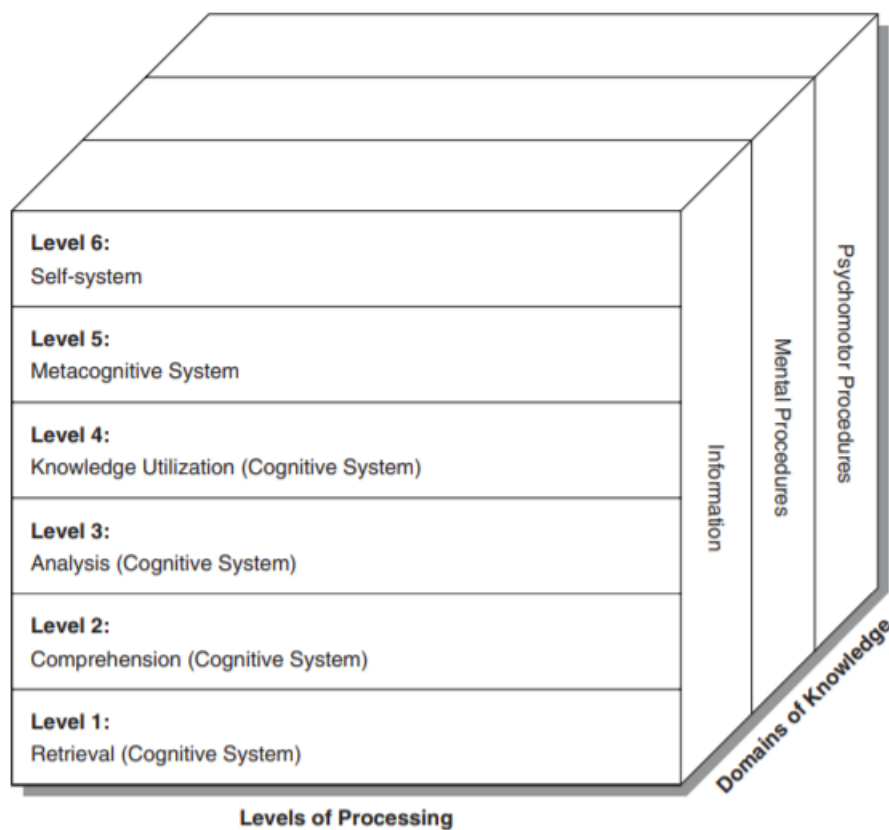 Level 6:
Self-system
Level 5:
Metacognitive System
Level 4:
Knowledge Utilization (Cognitive System)
Level 3:
Analysis (Cognitive System)
Level 2:
Comprehension (Cognitive System)
Level 1:
Retrieval (Cognitive System)
Information
Mental Procedures
Psychomotor Procedures
Levels of Processing
Domains of Knowledge